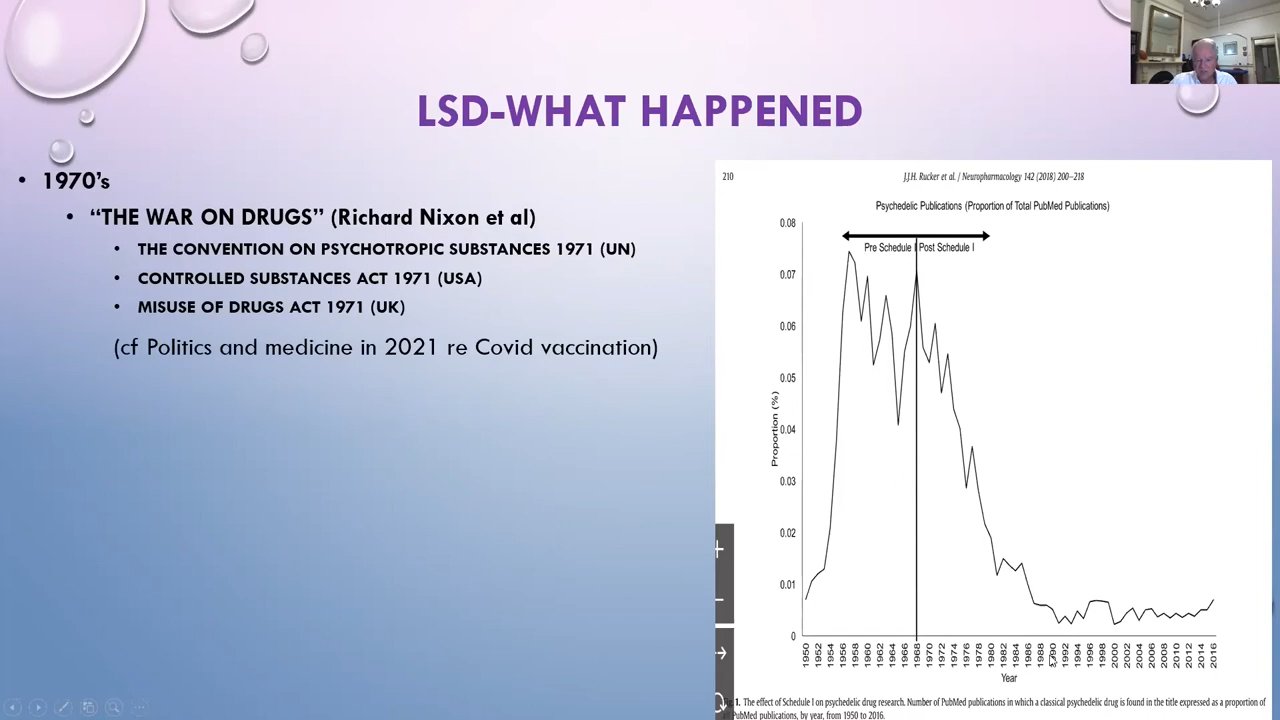 LSD-WHAT HAPPENED
• 1970's
• "THE WAR ON DRUGS" (Richard Nixon et al)
• THE CONVENTION ON PSYCHOTROPIC SUBSTANCES 1971 (UN)
• CONTROLLED SUBSTANCES ACT 1971 (USA)
• MISUSE OF DRUGS ACT 1971 (UK)
(cf Politics and medicine in 2021 re Covid vaccination)
210
J.J.H. Rucker et al. / Neuropharmacology 142 (2018) 200–218
Psychedelic Publications (Proportion of Total PubMed Publications)
Pre Schedule I Post Schedule I
Proportion (%)
0.08
0.07
0.06
0.05
0.04
0.03
0.02
0.01
0
1950 1952 1954 1956 1958 1960 1962 1964 1966 1968 1970 1972 1974 1976 1978 1980 1982 1984 1986 1988 1990 1992 1994 1996 1998 2000 2002 2004 2006 2008 2010 2012 2014 2016
Year
1. The effect of Schedule I on psychedelic drug research. Number of PubMed publications in which a classical psychedelic drug is found in the title expressed as a proportion of
PubMed publications, by year, from 1950 to 2016.